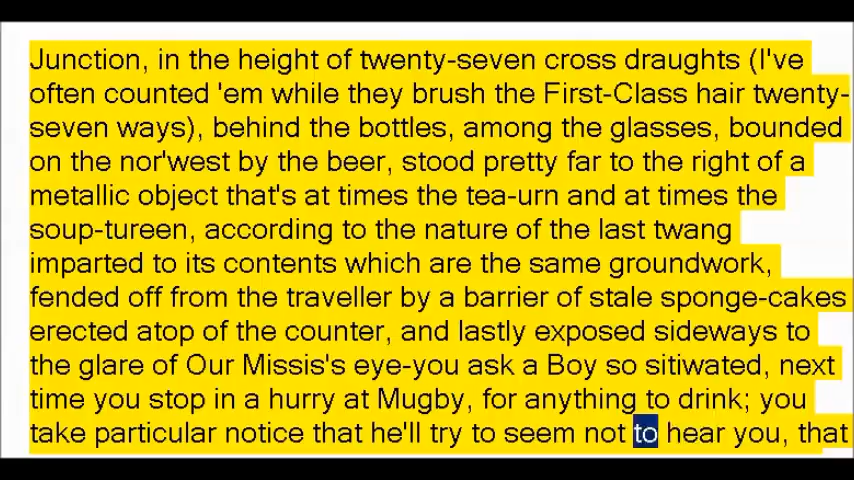 Junction, in the height of twenty-seven cross draughts (I've
often counted 'em while they brush the First-Class hair twenty-
seven ways), behind the bottles, among the glasses, bounded
on the nor'west by the beer, stood pretty far to the right of a
metallic object that's at times the tea-urn and at times the
soup-tureen, according to the nature of the last twang
imparted to its contents which are the same groundwork,
fended off from the traveller by a barrier of stale sponge-cakes
erected atop of the counter, and lastly exposed sideways to
the glare of Our Missis's eye-you ask a Boy so sitiwated, next
time you stop in a hurry at Mugby, for anything to drink; you
take particular notice that he'll try to seem not to hear you, that